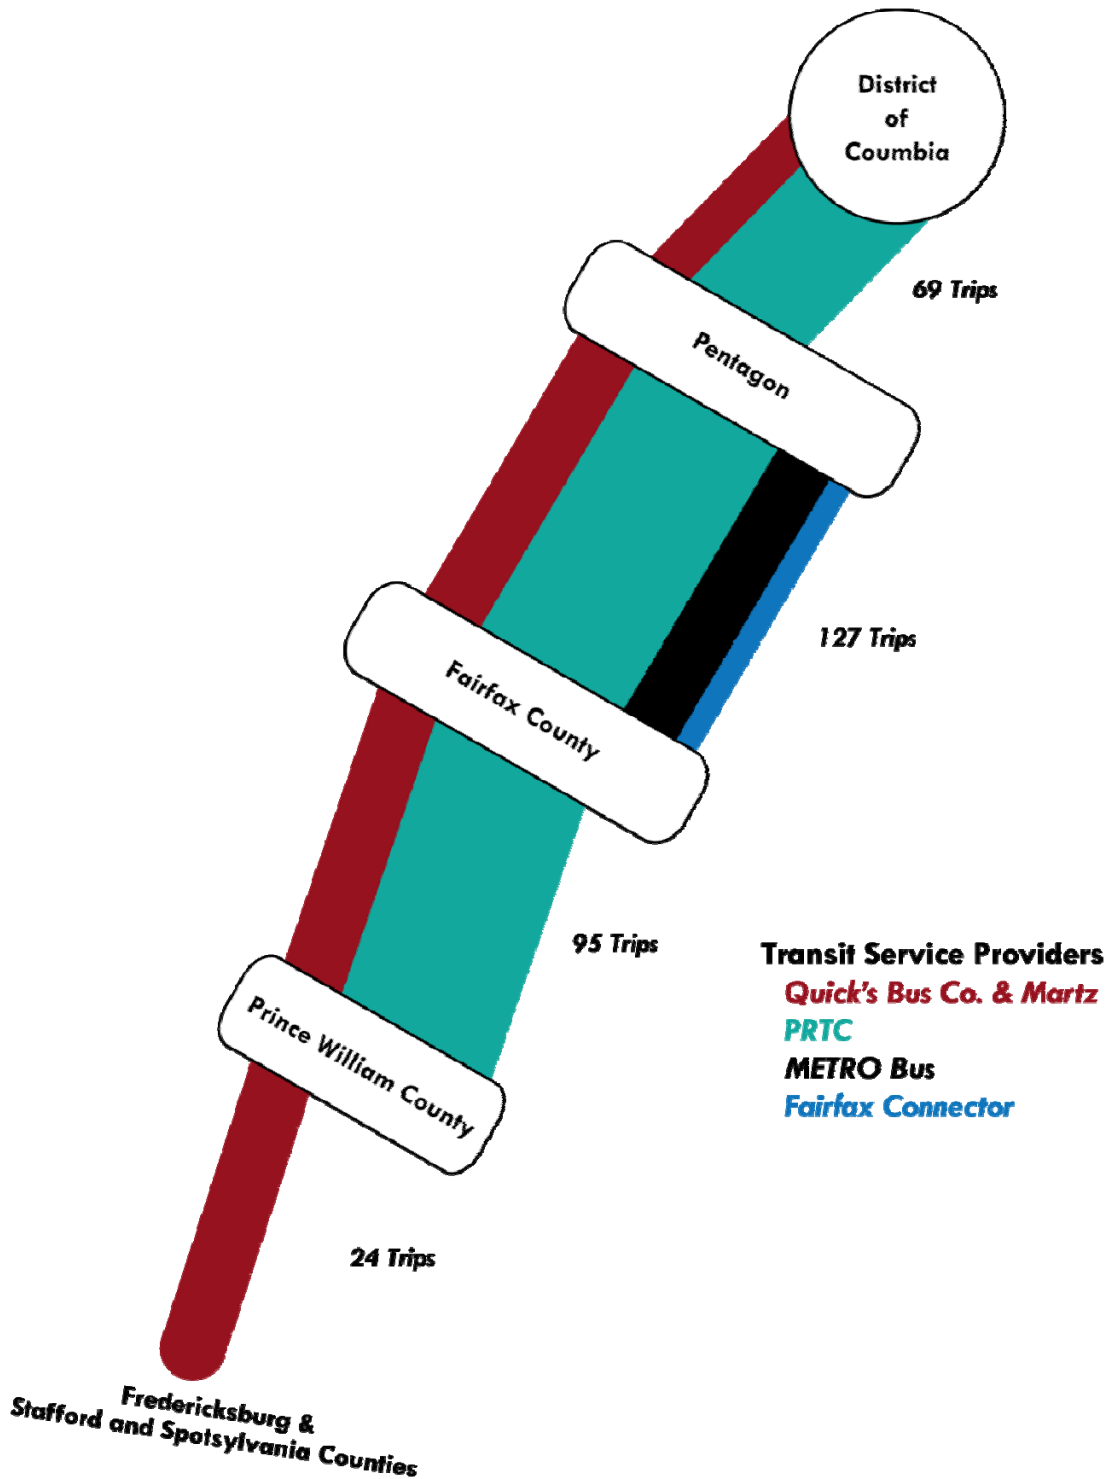 District
of
Coumbia
69 Trips
Pentagon
127 Trips
Fairfax County
95 Trips
Transit Service Providers
Quick's Bus Co. & Martz
PRTC
METRO Bus
Fairfax Connector
Prince William County
24 Trips
Fredericksburg &
Stafford and Spotsylvania Counties